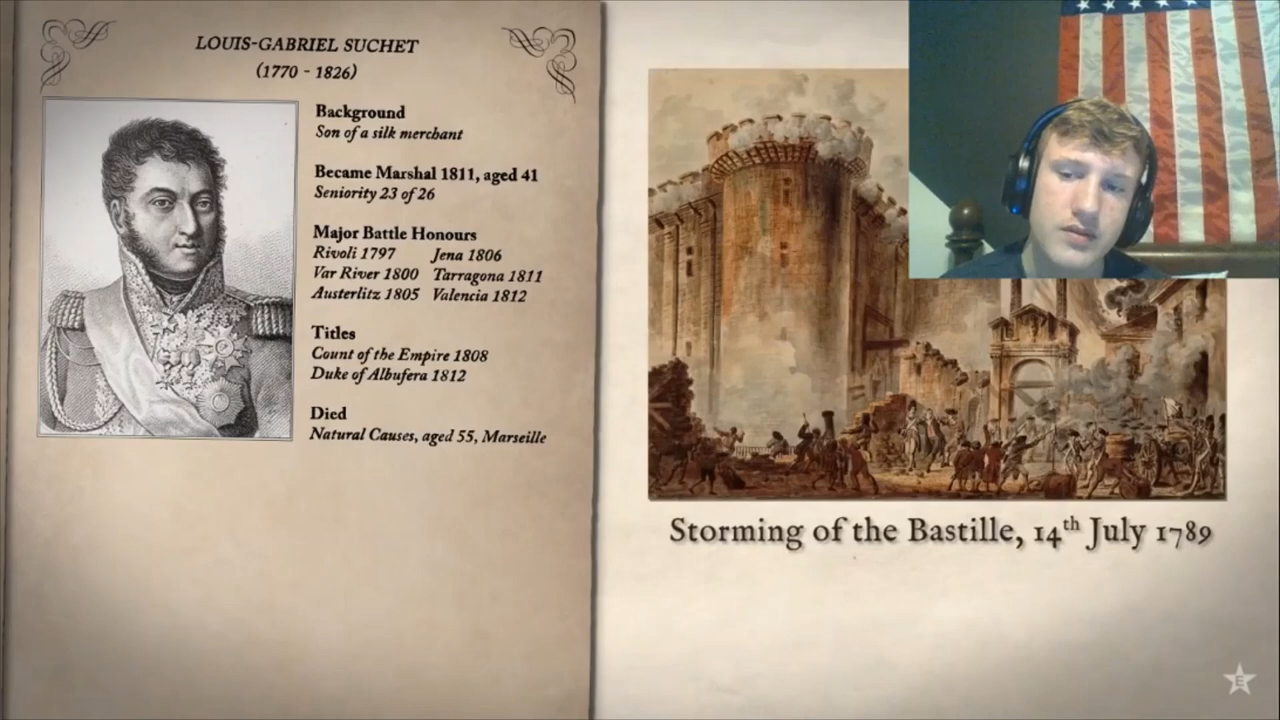 LOUIS-GABRIEL SUCHET
(1770 - 1826)
Background
Son of a silk merchant
Became Marshal 1811, aged 41
Seniority 23 of 26
Major Battle Honours
Rivoli 1797 Jena 1806
Var River 1800 Tarragona 1811
Austerlitz 1805 Valencia 1812
Titles
Count of the Empire 1808
Duke of Albufera 1812
Died
Natural Causes, aged 55, Marseille
Storming of the Bastille, 14th July 1789
E